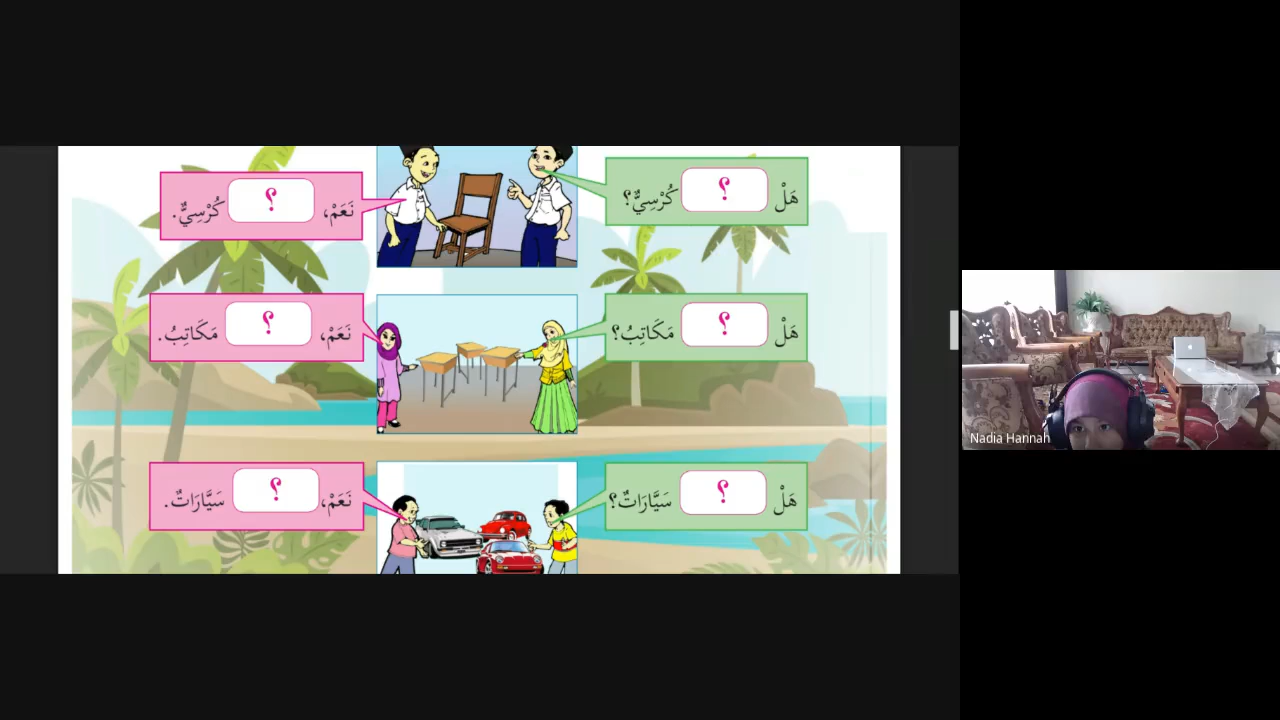 هَلْ ؟ كُرْسِيٌّ؟
نَعَمْ، ؟ كُرْسِيٌّ.
هَلْ ؟ مَكَاتِبُ؟
نَعَمْ، ؟ مَكَاتِبُ.
هَلْ ؟ سَيَّارَاتٌ؟
نَعَمْ، ؟ سَيَّارَاتٌ.
Nadia Hannah